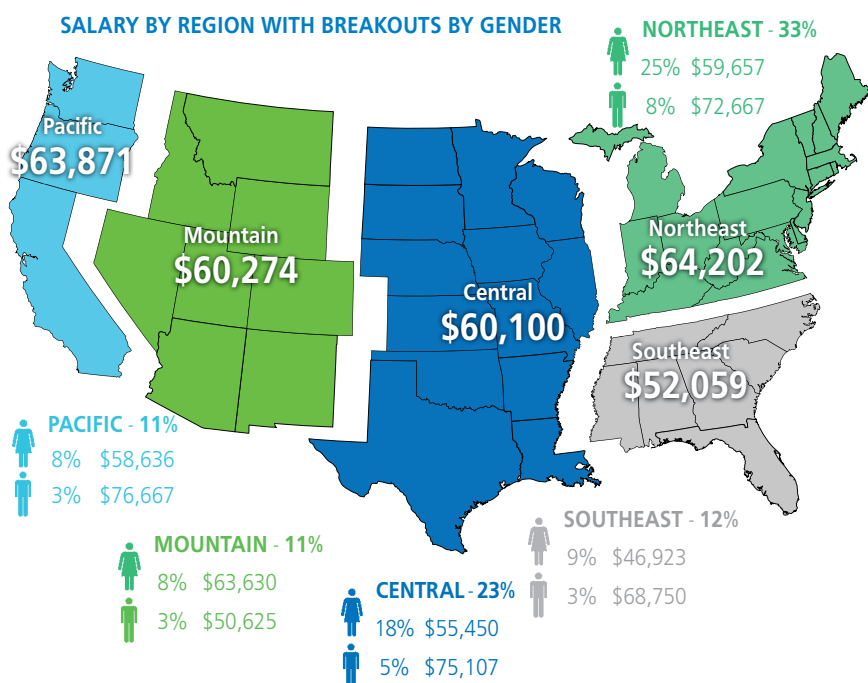 SALARY BY REGION WITH BREAKOUTS BY GENDER
NORTHEAST - 33%
25% $59,657
8% $72,667
Pacific
$63,871
Mountain
$60,274
Central
$60,100
Northeast
$64,202
Southeast
$52,059
PACIFIC - 11%
8% $58,636
3% $76,667
MOUNTAIN - 11%
8% $63,630
3% $50,625
CENTRAL - 23%
18% $55,450
5% $75,107
SOUTHEAST - 12%
9% $46,923
3% $68,750